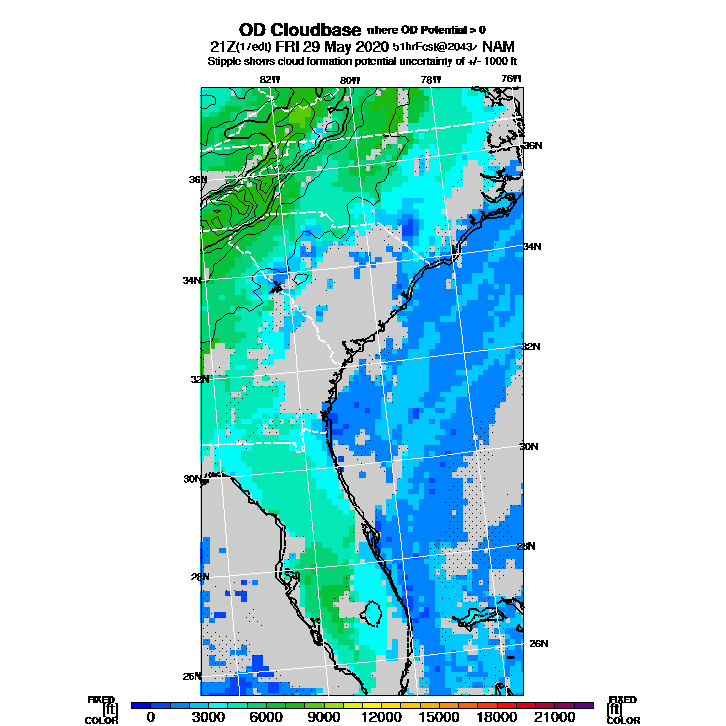 OD Cloudbase where OD Potential > 0
21Z(17edt) FRI 29 May 2020 51hrFcst@2043z NAM
Stipple shows cloud formation potential uncertainty of +/- 1000 ft
82W 80W 78W 76W
36N 36N
34N 34N
32N 32N
30N 30N
28N 28N
26N 26N
FIXED FIXED
[ft] 0 3000 6000 9000 12000 15000 18000 21000 [ft]
COLOR COLOR